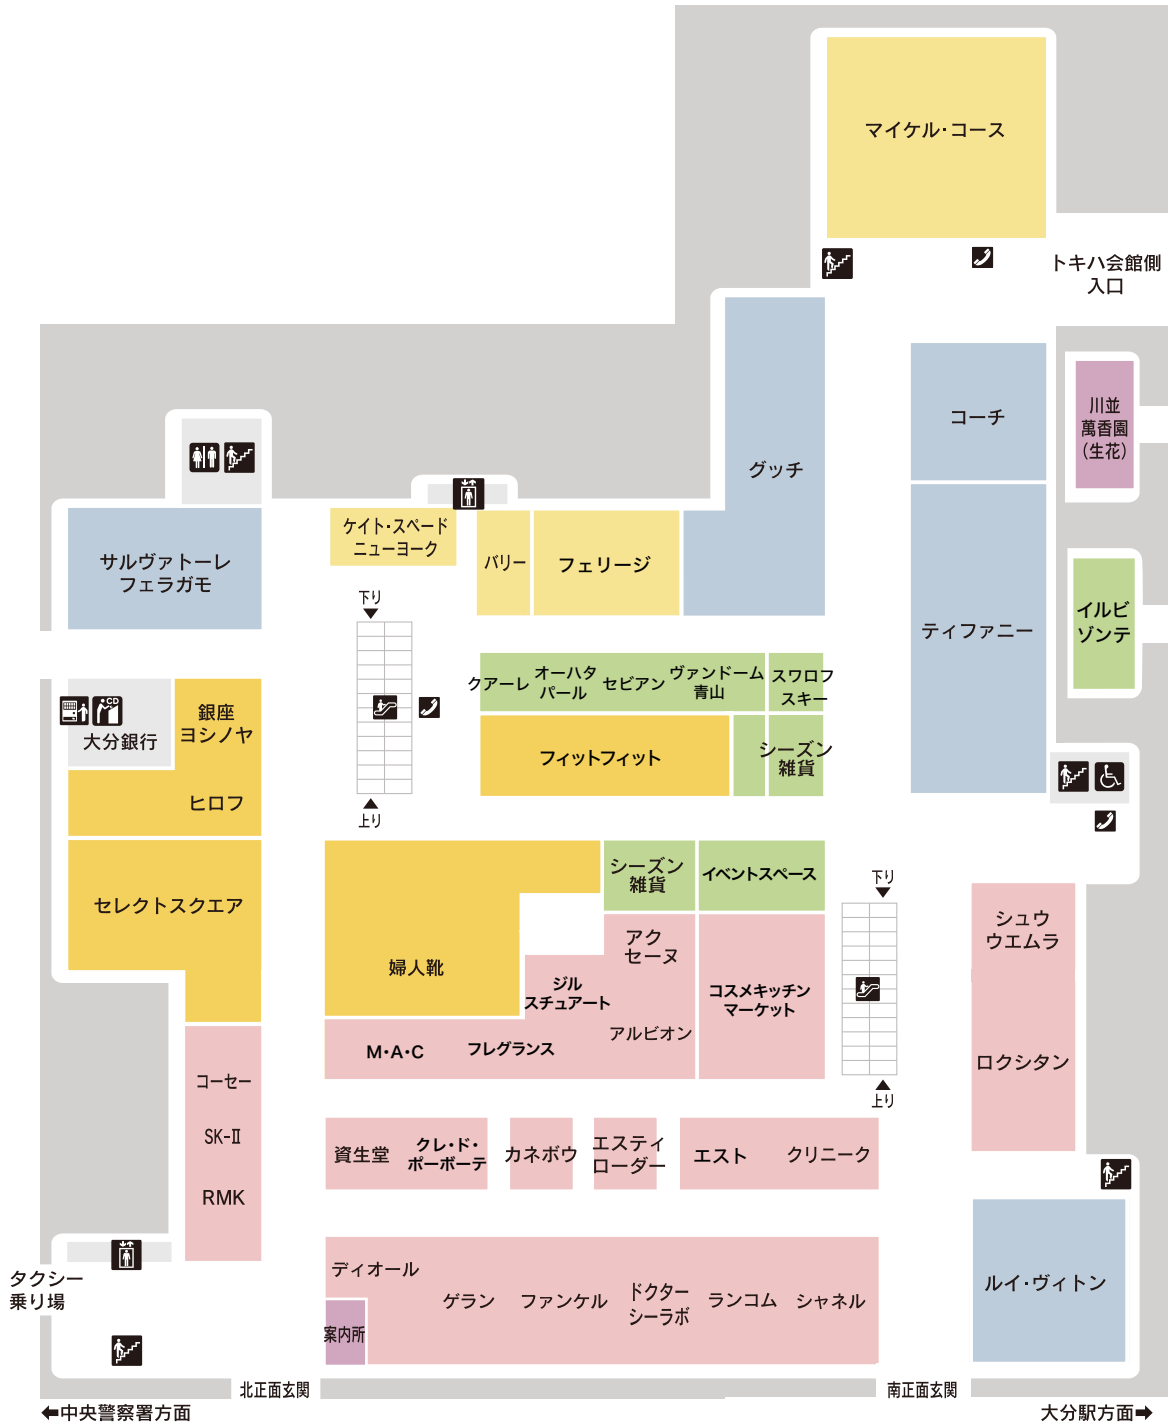 マイケル・コース
トキハ会館側
入口
コーチ
川並
萬香園
(生花)
グッチ
ケイト・スペード
ニューヨーク
バリー
フェリージ
サルヴァトーレ
フェラガモ
下り
ティファニー
イルビ
ゾンテ
クアーレ
オーハタ
パール
セビアン
ヴァンドーム
青山
スワロフ
スキー
CD
大分銀行
銀座
ヨシノヤ
ヒロフ
フィットフィット
シーズン
雑貨
上り
セレクトスクエア
シーズン
雑貨
イベントスペース
下り
婦人靴
アク
セーヌ
ジル
スチュアート
コスメキッチン
マーケット
シュウ
ウエムラ
M・A・C
フレグランス
アルビオン
ロクシタン
上り
コーセー
SK-II
RMK
資生堂
クレ・ド・
ポーボーテ
カネボウ
エスティ
ローダー
エスト
クリニーク
タクシー
乗り場
ディオール
ゲラン
ファンケル
ドクター
シーラボ
ランコム
シャネル
ルイ・ヴィトン
案内所
北正面玄関
南正面玄関
←中央警察署方面
大分駅方面→